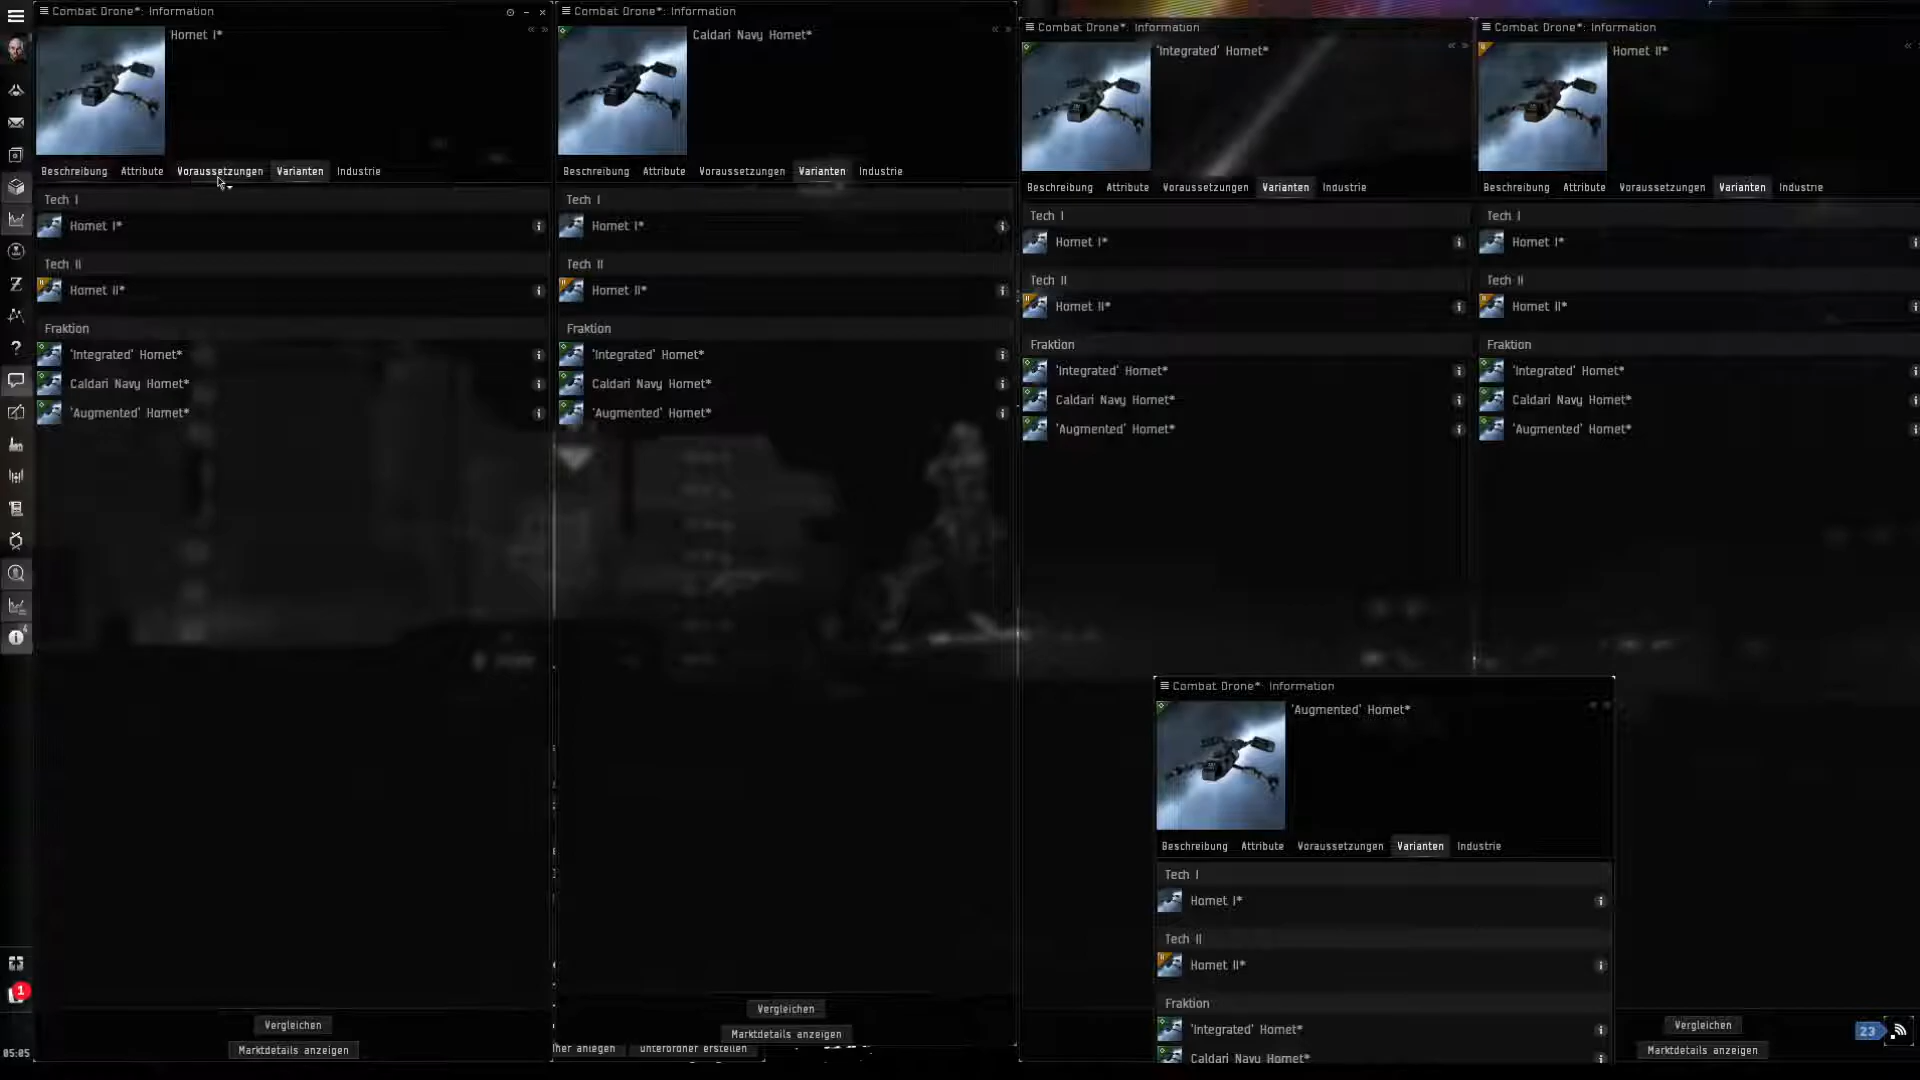 Combat Drone*: Information
Hornet I*
Beschreibung Attribute Voraussetzungen Varianten Industrie
Tech I
Hornet I*
Tech II
Hornet II*
Fraktion
'Integrated' Hornet*
Caldari Navy Hornet*
'Augmented' Hornet*
Vergleichen
Marktdetails anzeigen
Combat Drone*: Information
Caldari Navy Hornet*
Beschreibung Attribute Voraussetzungen Varianten Industrie
Tech I
Hornet I*
Tech II
Hornet II*
Fraktion
'Integrated' Hornet*
Caldari Navy Hornet*
'Augmented' Hornet*
Vergleichen
Marktdetails anzeigen
anlegen Unterordner erstellen
Combat Drone*: Information
'Integrated' Hornet*
Beschreibung Attribute Voraussetzungen Varianten Industrie
Tech I
Hornet I*
Tech II
Hornet II*
Fraktion
'Integrated' Hornet*
Caldari Navy Hornet*
'Augmented' Hornet*
Combat Drone*: Information
Hornet II*
Beschreibung Attribute Voraussetzungen Varianten Industrie
Tech I
Hornet I*
Tech II
Hornet II*
Fraktion
'Integrated' Hornet*
Caldari Navy Hornet*
'Augmented' Hornet*
Vergleichen
Marktdetails anzeigen
Combat Drone*: Information
'Augmented' Hornet*
Beschreibung Attribute Voraussetzungen Varianten Industrie
Tech I
Hornet I*
Tech II
Hornet II*
Fraktion
'Integrated' Hornet*
Caldari Navy Hornet*
4
1
05:05
23